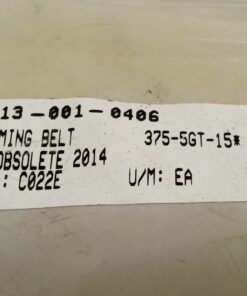 13-001-0406
MING BELT 375-5GT-15*
OBSOLETE 2014
: C022E U/M: EA